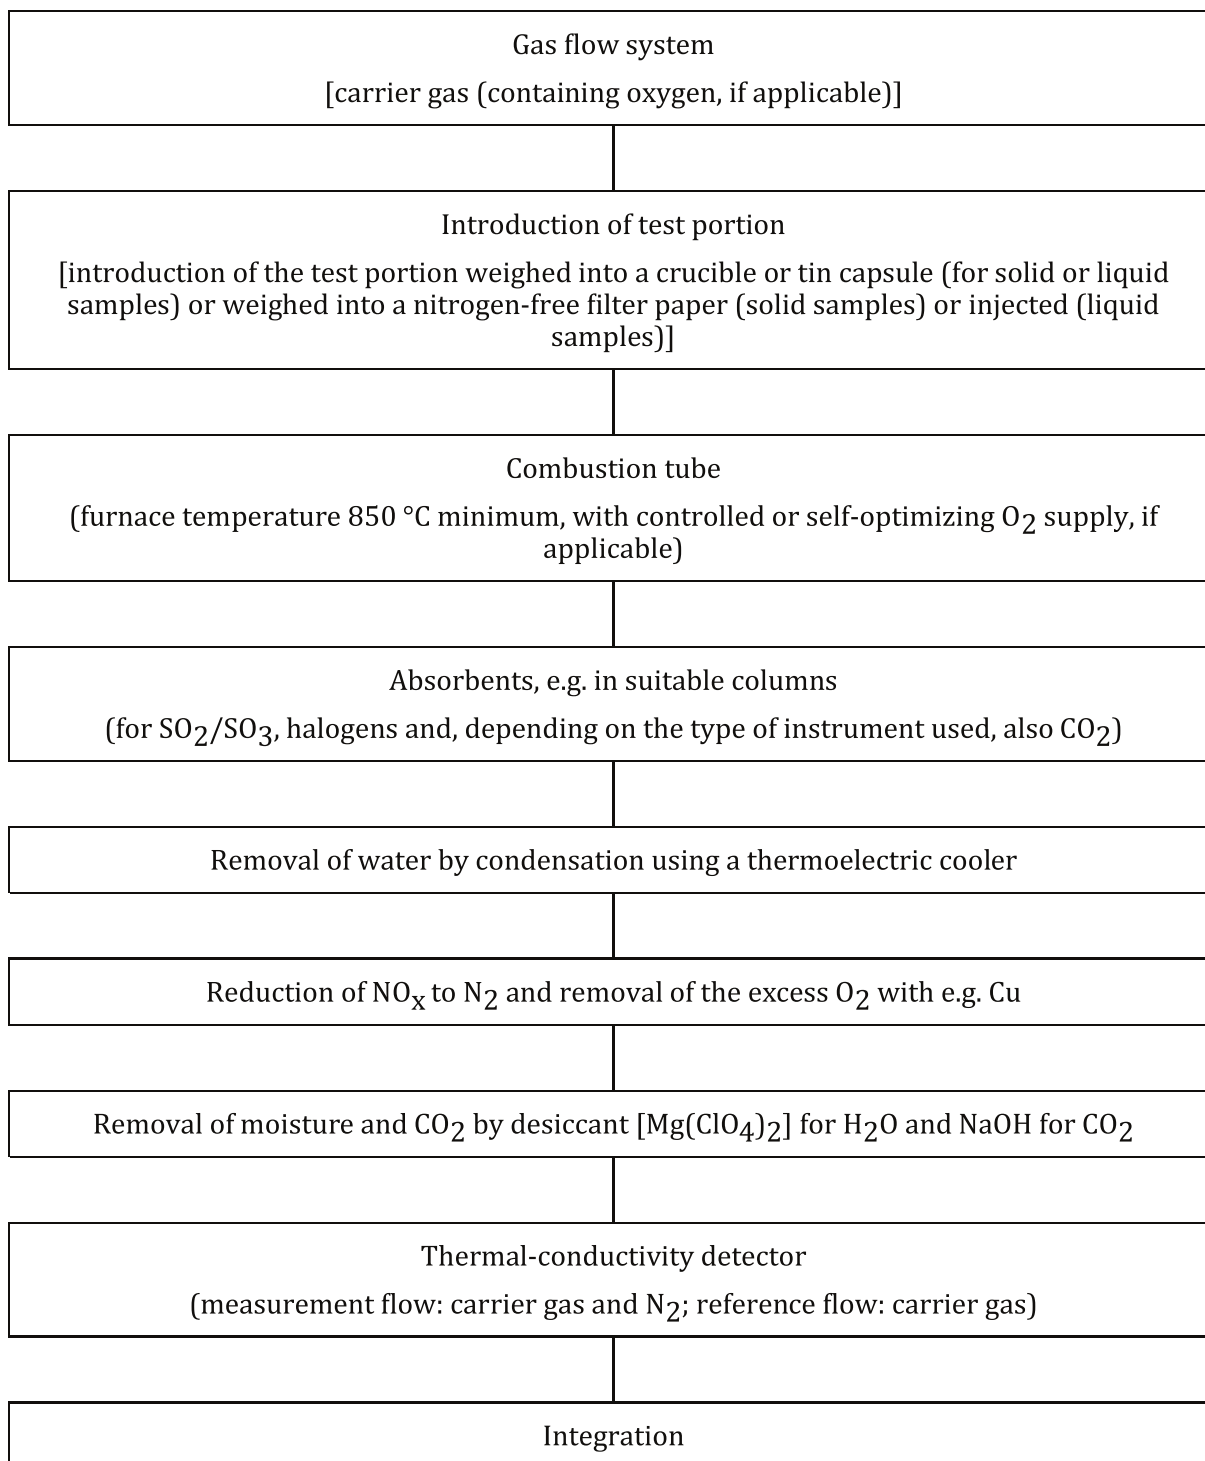 Gas flow system
[carrier gas (containing oxygen, if applicable)]
Introduction of test portion
[introduction of the test portion weighed into a crucible or tin capsule (for solid or liquid
samples) or weighed into a nitrogen-free filter paper (solid samples) or injected (liquid
samples)]
Combustion tube
(furnace temperature 850 °C minimum, with controlled or self-optimizing O2 supply, if
applicable)
Absorbents, e.g. in suitable columns
(for SO2/SO3, halogens and, depending on the type of instrument used, also CO2)
Removal of water by condensation using a thermoelectric cooler
Reduction of NOx to N2 and removal of the excess O2 with e.g. Cu
Removal of moisture and CO2 by desiccant [Mg(ClO4)2] for H2O and NaOH for CO2
Thermal-conductivity detector
(measurement flow: carrier gas and N2; reference flow: carrier gas)
Integration